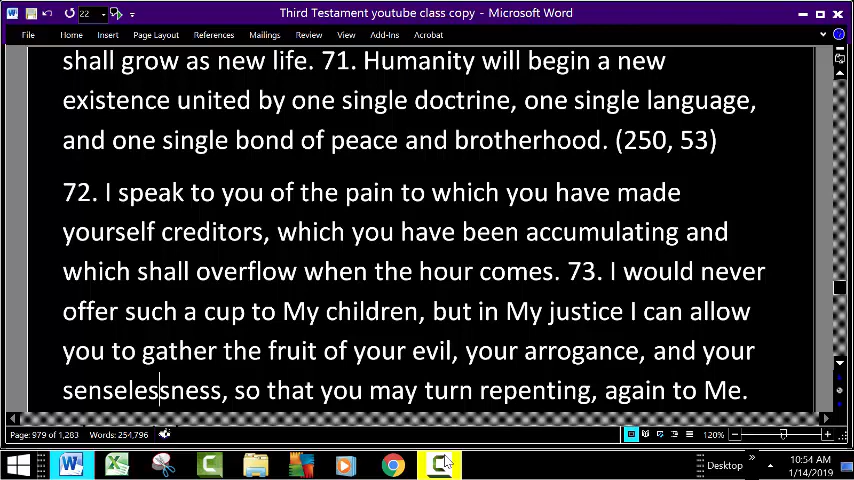 22
Third Testament youtube class copy - Microsoft Word
File Home Insert Page Layout References Mailings Review View Add-Ins Acrobat
shall grow as new life. 71. Humanity will begin a new
existence united by one single doctrine, one single language,
and one single bond of peace and brotherhood. (250, 53)
72. I speak to you of the pain to which you have made
yourself creditors, which you have been accumulating and
which shall overflow when the hour comes. 73. I would never
offer such a cup to My children, but in My justice I can allow
you to gather the fruit of your evil, your arrogance, and your
senselessness, so that you may turn repenting, again to Me.
Page: 979 of 1,283 Words: 254,796 120%
Desktop
10:54 AM
1/14/2019